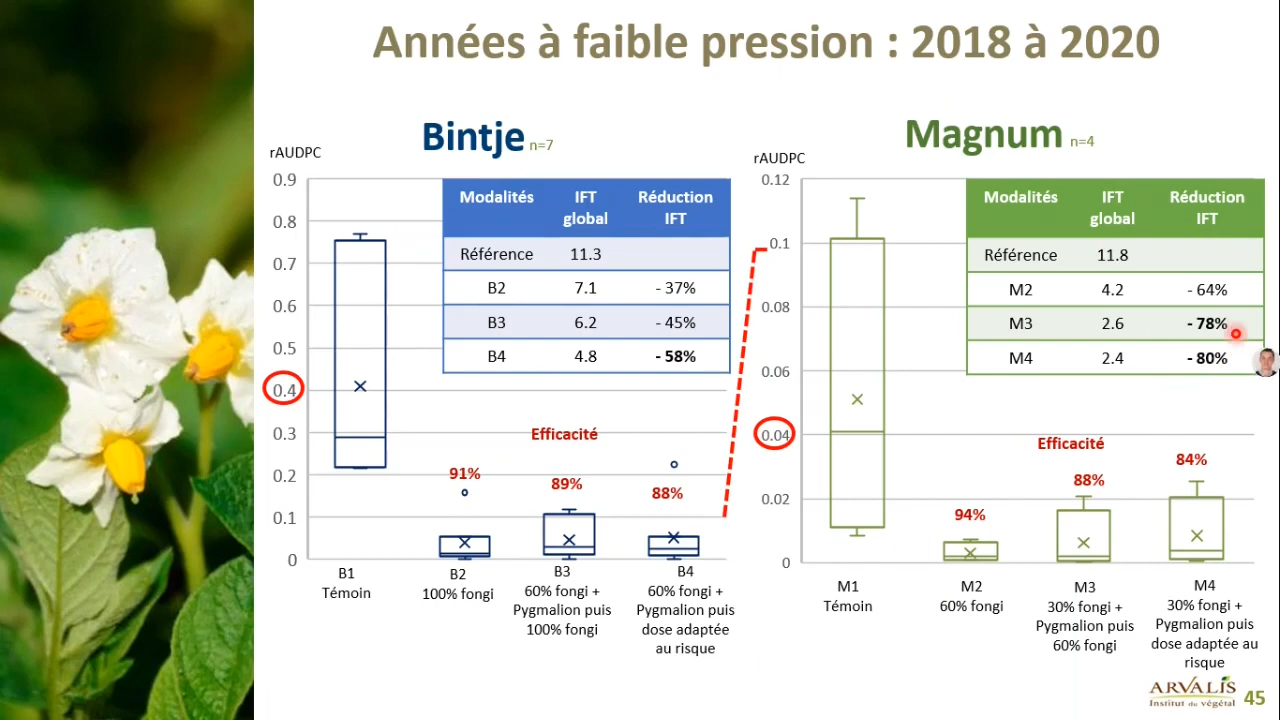 Années à faible pression : 2018 à 2020
Bintje n=7
rAUDPC
0.9
0.8
0.7
0.6
0.5
0.4
0.3
0.2
0.1
0
Modalités IFT global Réduction IFT
Référence 11.3
B2 7.1 - 37%
B3 6.2 - 45%
B4 4.8 - 58%
Efficacité
91%
89%
88%
B1
Témoin
B2
100% fongi
B3
60% fongi +
Pygmalion puis
100% fongi
B4
60% fongi +
Pygmalion puis
dose adaptée
au risque
Magnum n=4
rAUDPC
0.12
0.1
0.08
0.06
0.04
0.02
0
Modalités IFT global Réduction IFT
Référence 11.8
M2 4.2 - 64%
M3 2.6 - 78%
M4 2.4 - 80%
Efficacité
94%
88%
84%
M1
Témoin
M2
60% fongi
M3
30% fongi +
Pygmalion puis
60% fongi
M4
30% fongi +
Pygmalion puis
dose adaptée au
risque
ARVALIS
Institut du végétal
45